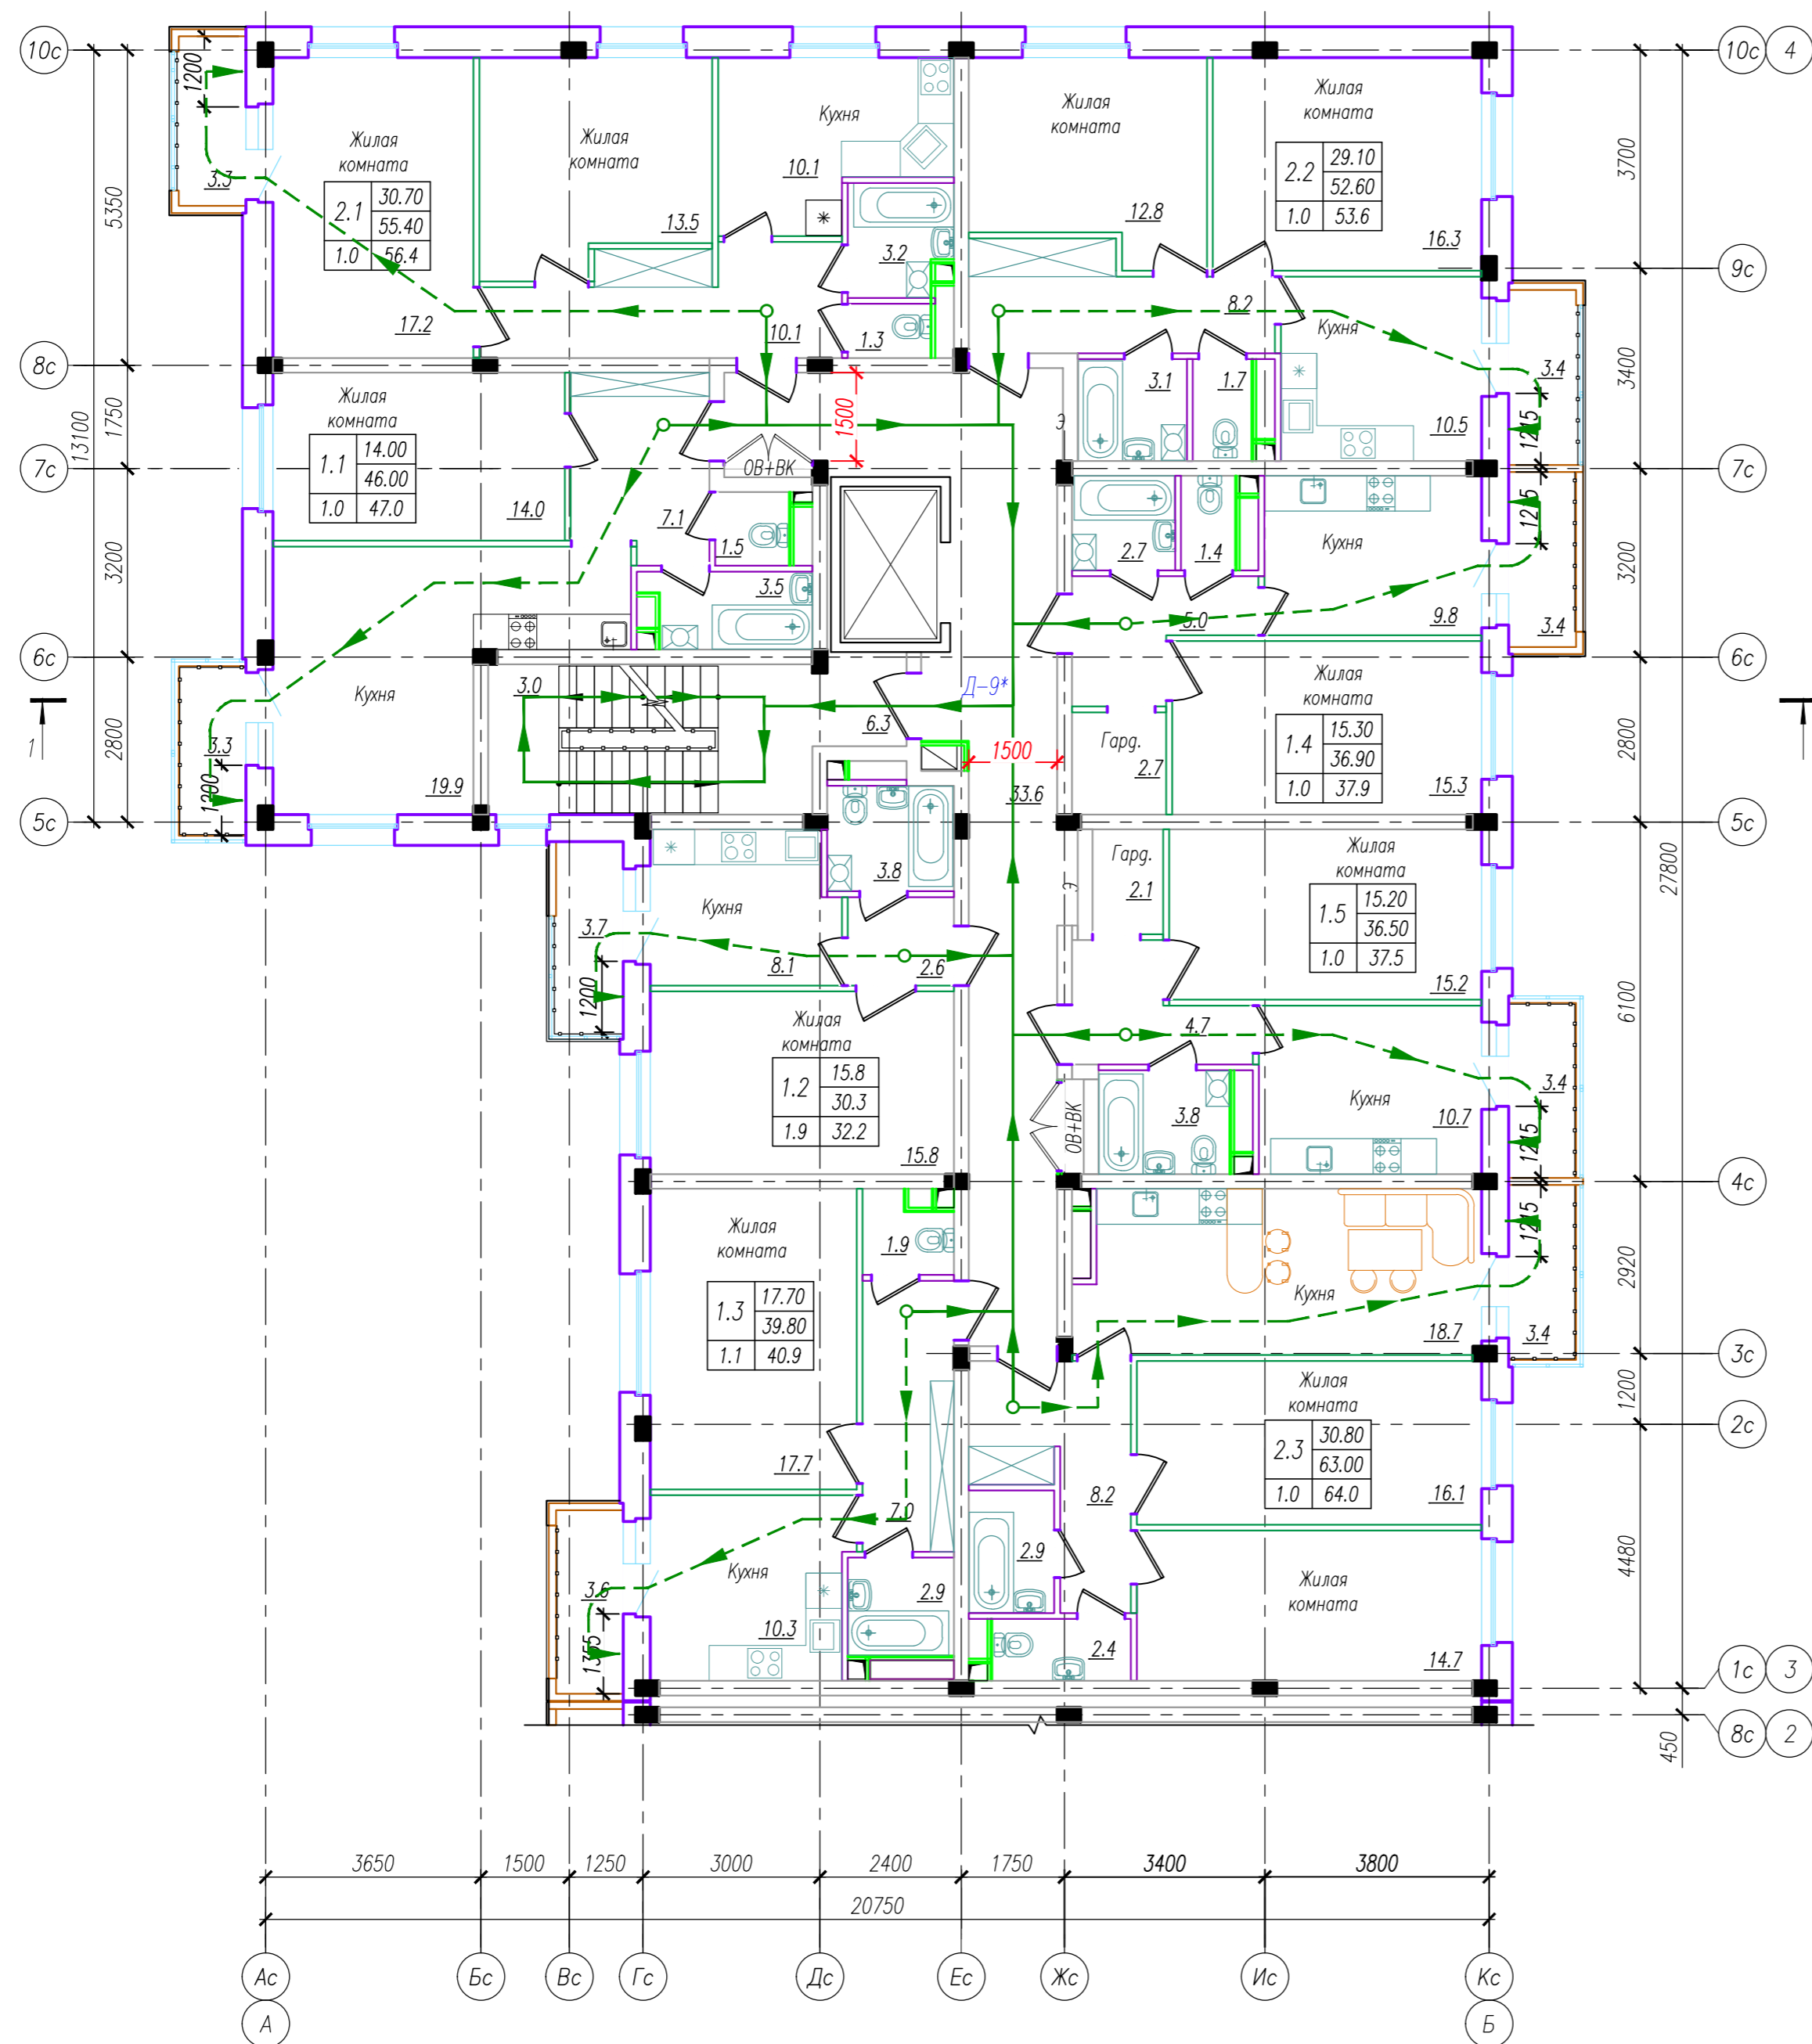 10с
10с 4
1200
3700
5350
Жилая
комната
Жилая
комната
Кухня
Жилая
комната
Жилая
комната
2.1 30.70
55.40
1.0 56.4
2.2 29.10
52.60
1.0 53.6
3.3
10.1
13.5
3.2
12.8
16.3
9с
17.2
10.1
1.3
8.2
Кухня
8с
3.4
3400
13100
1750
Жилая
комната
1500
3.1
1.7
Э
10.5
1215
1.1 14.00
46.00
1.0 47.0
7с
ОВ+ВК
7с
14.0
7.1
1.5
2.7
1.4
Кухня
1215
3200
3.5
5.0
9.8
3.4
3200
6с
6с
Кухня
3.0
Д-9*
6.3
Жилая
комната
1
3.3
2800
1200
19.9
1500
Гард.
2.7
1.4 15.30
36.90
1.0 37.9
15.3
2800
33.6
5с
5с
3.8
Гард.
2.1
Э
Жилая
комната
27800
Кухня
1.5 15.20
36.50
1.0 37.5
3.7
8.1
2.6
1200
15.2
6100
Жилая
комната
4.7
1.2 15.8
30.3
1.9 32.2
ОВ+ВК
3.8
Кухня
10.7
3.4
1215
15.8
4с
Жилая
комната
1.9
1215
1.3 17.70
39.80
1.1 40.9
Кухня
18.7
3.4
2920
3с
Жилая
комната
1200
2с
2.3 30.80
63.00
1.0 64.0
17.7
8.2
16.1
7.0
2.9
4480
Кухня
2.9
Жилая
комната
3.6
1355
10.3
2.4
14.7
1с 3
8с 2
450
3650
1500
1250
3000
2400
1750
3400
3800
20750
Ас
Бс
Вс
Гс
Дс
Ес
Жс
Ис
Кс
А
Б